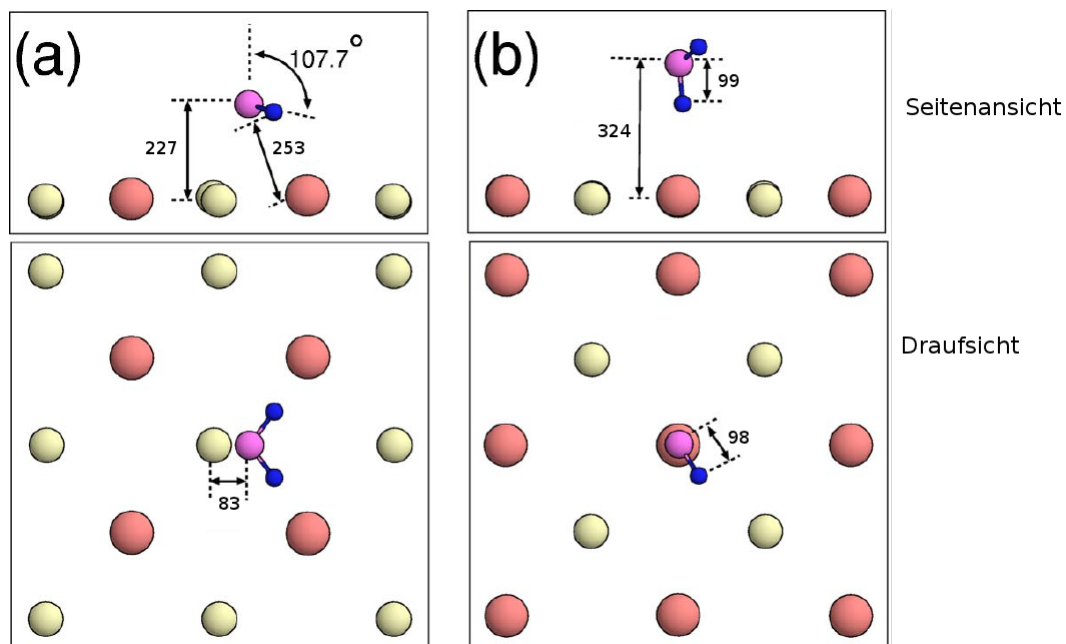 (a)
107.7°
227
253
(b)
324
99
Seitenansicht
83
98
Draufsicht